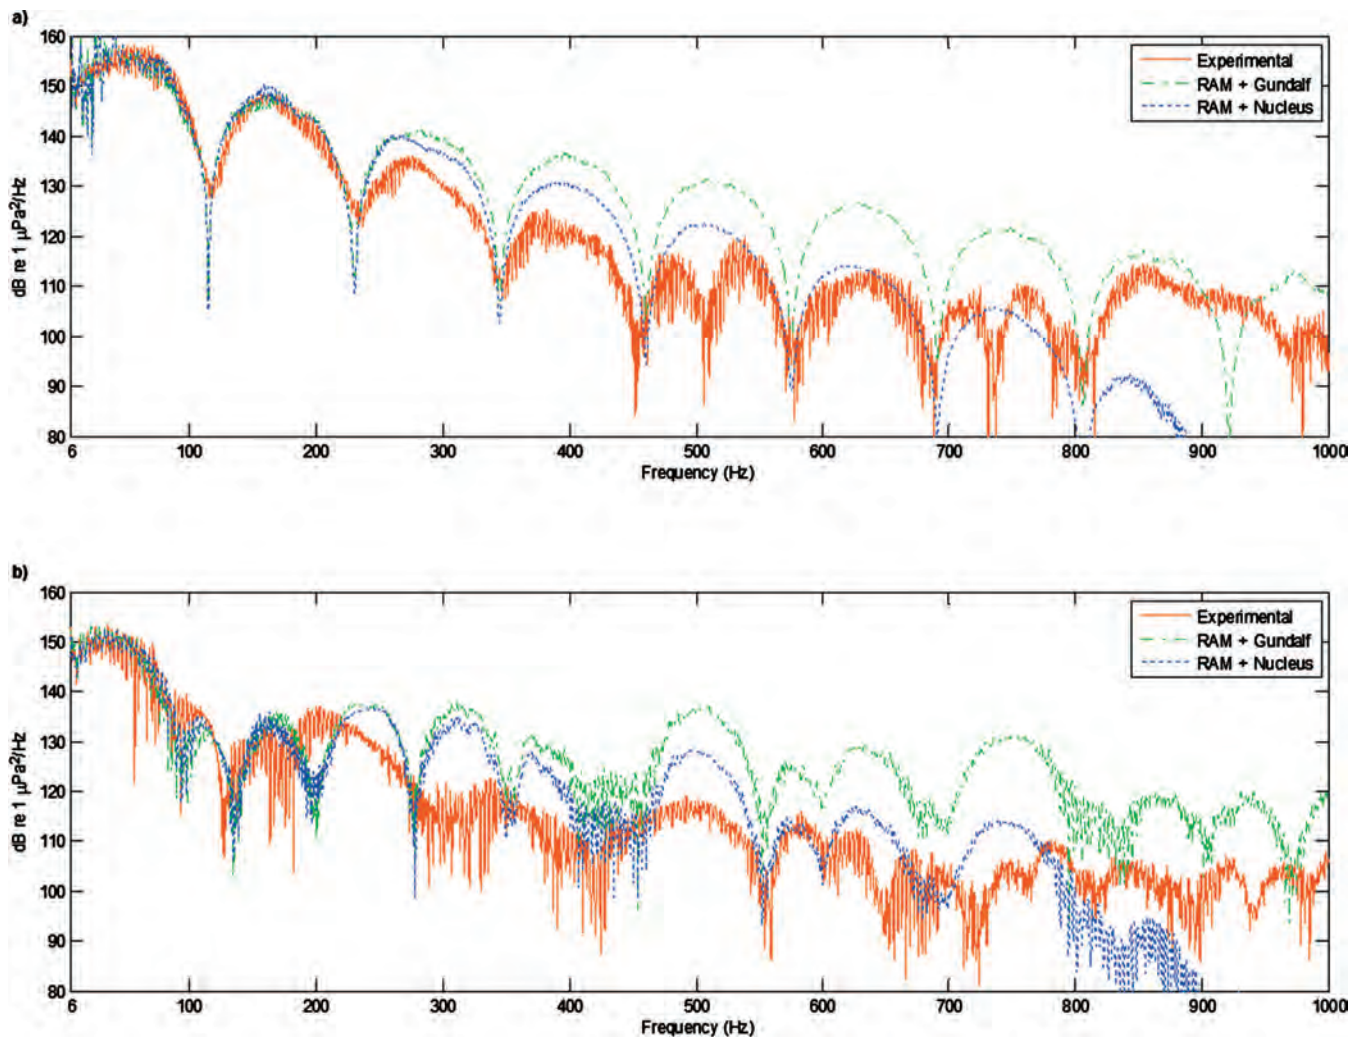 a)
160
150
140
130
120
110
100
90
80
dB re 1 µPa²/Hz
Experimental
RAM + Gundalf
RAM + Nucleus
6 100 200 300 400 500 600 700 800 900 1000
Frequency (Hz)
b)
160
150
140
130
120
110
100
90
80
dB re 1 µPa²/Hz
Experimental
RAM + Gundalf
RAM + Nucleus
6 100 200 300 400 500 600 700 800 900 1000
Frequency (Hz)